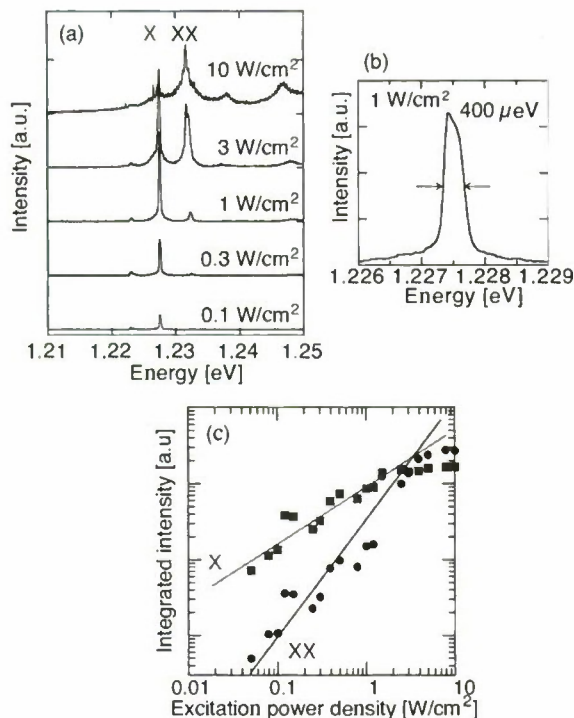 (a)
X XX
10 W/cm²
3 W/cm²
1 W/cm²
0.3 W/cm²
0.1 W/cm²
Intensity [a.u.]
1.21 1.22 1.23 1.24 1.25
Energy [eV]
(b)
1 W/cm² 400 µeV
Intensity [a.u.]
1.226 1.227 1.228 1.229
Energy [eV]
(c)
X
XX
Integrated intensity [a.u]
0.01 0.1 1 10
Excitation power density [W/cm²]